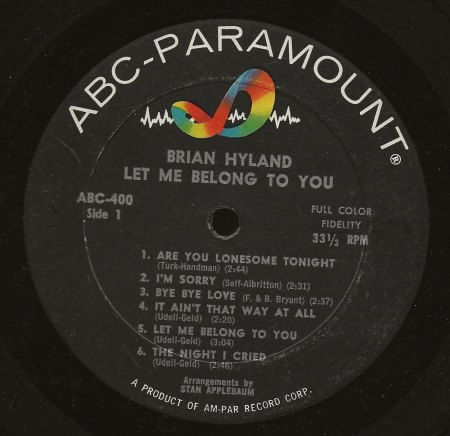 ABC-PARAMOUNT®
BRIAN HYLAND
LET ME BELONG TO YOU
ABC-400
Side 1
FULL COLOR
FIDELITY
33⅓ RPM
1. ARE YOU LONESOME TONIGHT
(Turk-Handman) (2:44)
2. I'M SORRY (Self-Albritton) (2:31)
3. BYE BYE LOVE (F. & B. Bryant) (2:37)
4. IT AIN'T THAT WAY AT ALL
(Udell-Geld) (2:20)
5. LET ME BELONG TO YOU
(Udell-Geld) (3:04)
6. THE NIGHT I CRIED
(Udell-Geld) (2:46)
Arrangements by
STAN APPLEBAUM
A PRODUCT OF AM-PAR RECORD CORP.